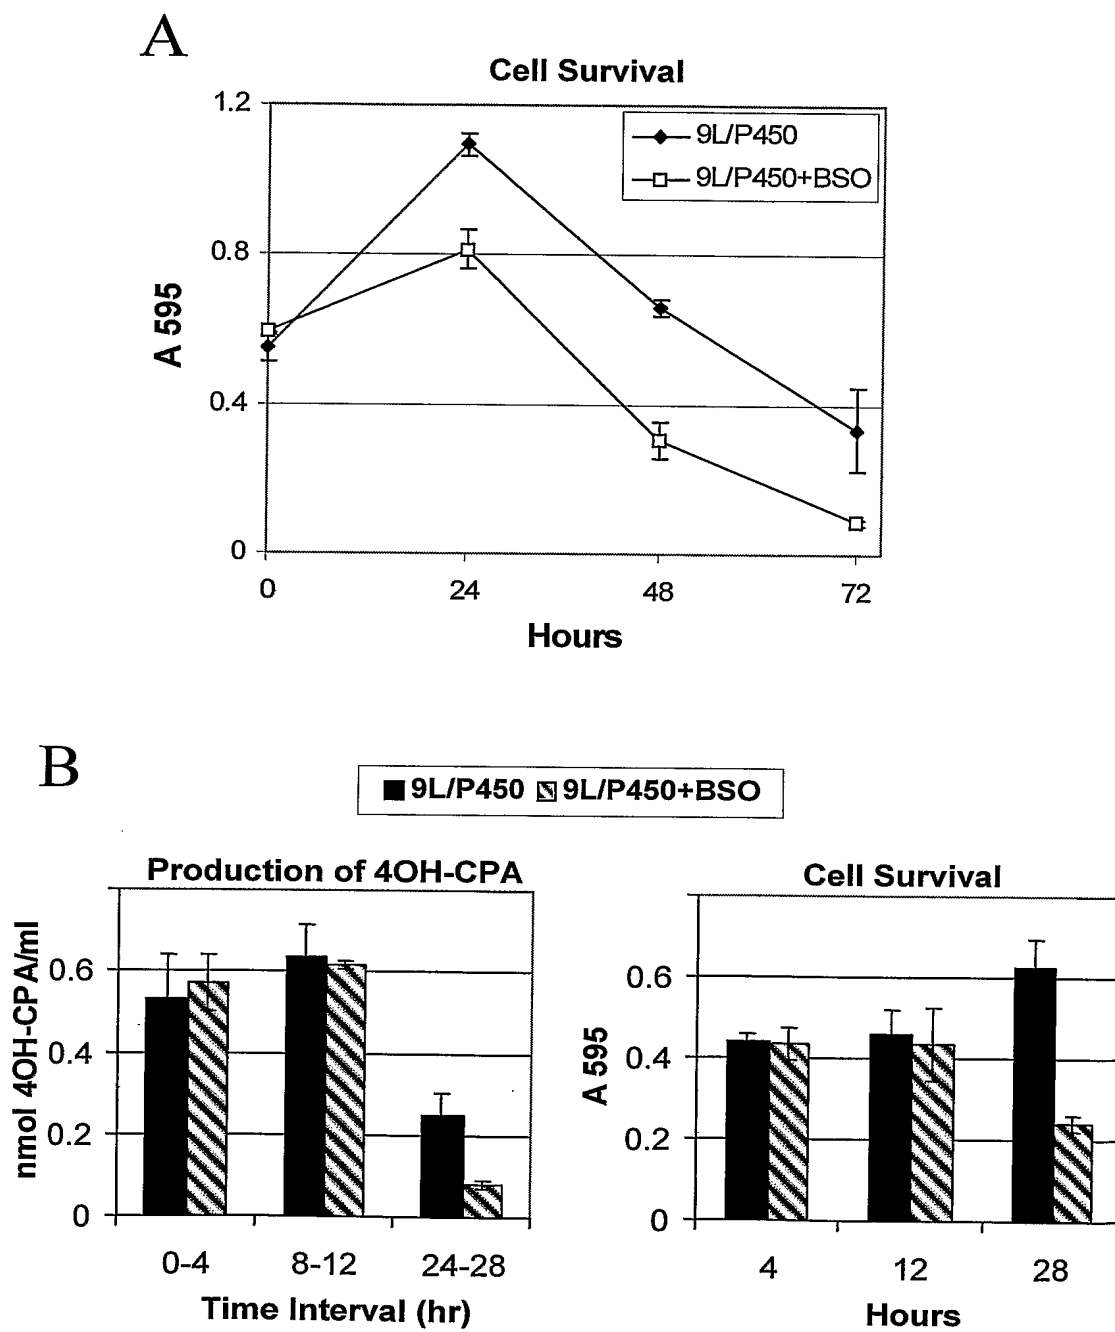 A
Cell Survival
1.2
0.8
0.4
0
A 595
9L/P450
9L/P450+BSO
0 24 48 72
Hours
B
9L/P450 9L/P450+BSO
Production of 4OH-CPA
nmol 4OH-CPA/ml
0.6
0.4
0.2
0
0-4 8-12 24-28
Time Interval (hr)
Cell Survival
A 595
0.6
0.4
0.2
0
4 12 28
Hours